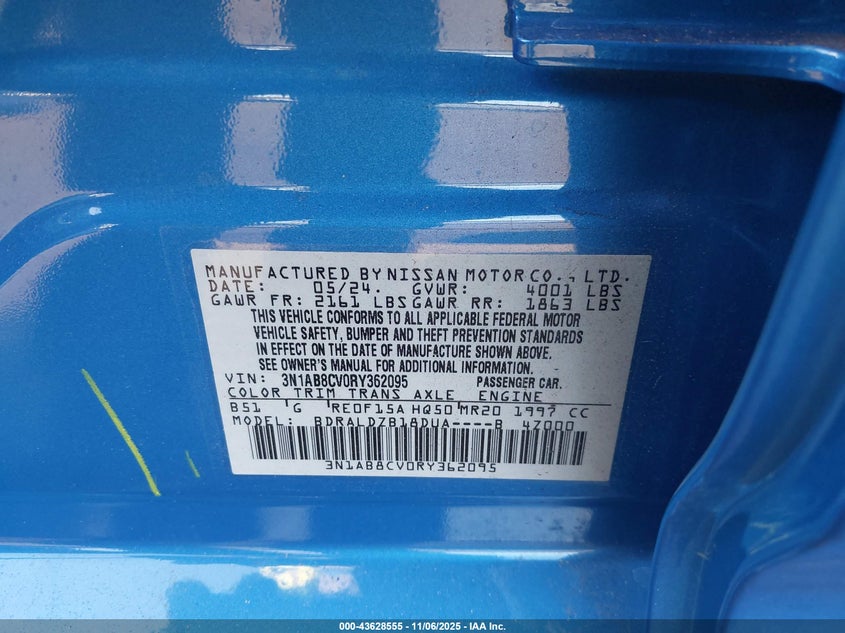 MANUFACTURED BY NISSAN MOTOR CO., LTD.
DATE: 05/24. GVWR: 4001 LBS
GAWR FR: 2161 LBS GAWR RR: 1863 LBS
THIS VEHICLE CONFORMS TO ALL APPLICABLE FEDERAL MOTOR
VEHICLE SAFETY, BUMPER AND THEFT PREVENTION STANDARDS
IN EFFECT ON THE DATE OF MANUFACTURE SHOWN ABOVE.
SEE OWNER'S MANUAL FOR ADDITIONAL INFORMATION.
VIN: 3N1AB8CV0RY362095 PASSENGER CAR.
COLOR TRIM TRANS AXLE ENGINE
B51 G RE0F15A HQ50 MR20 1997 CC
MODEL: BDRALDZB18DUA----B 47000
3N1AB8CV0RY362095
000-43628555 - 11/06/2025 - IAA Inc.